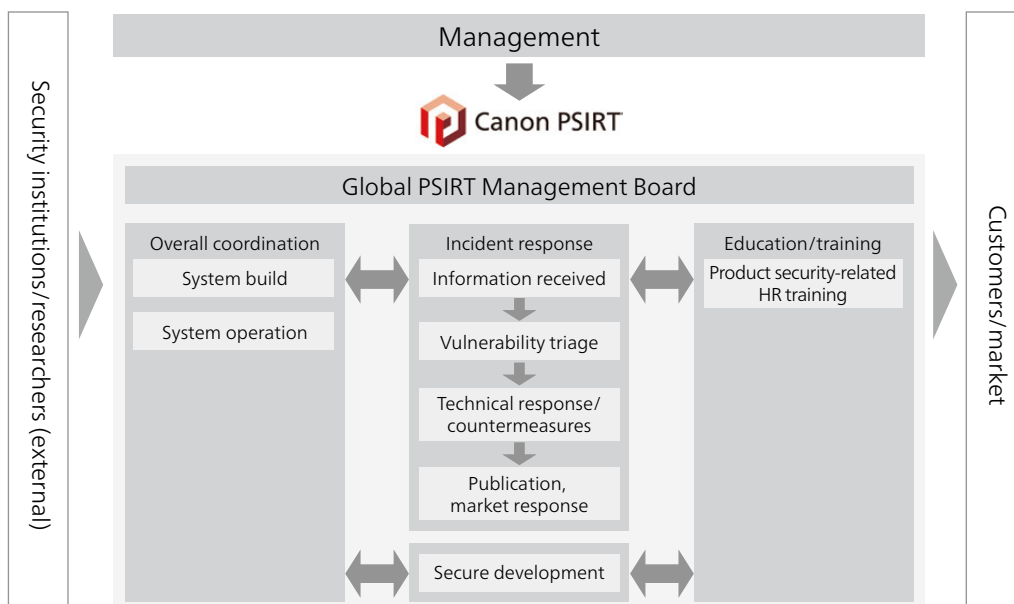 Security institutions/researchers (external)
Management
Canon PSIRT
Global PSIRT Management Board
Overall coordination
System build
System operation
Incident response
Information received
Vulnerability triage
Technical response/
countermeasures
Publication,
market response
Secure development
Education/training
Product security-related
HR training
Customers/market